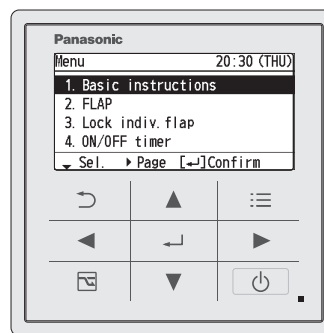 Panasonic
Menu 20:30 (THU)
1. Basic instructions
2. FLAP
3. Lock indiv.flap
4. ON/OFF timer
Sel. Page [↵]Confirm